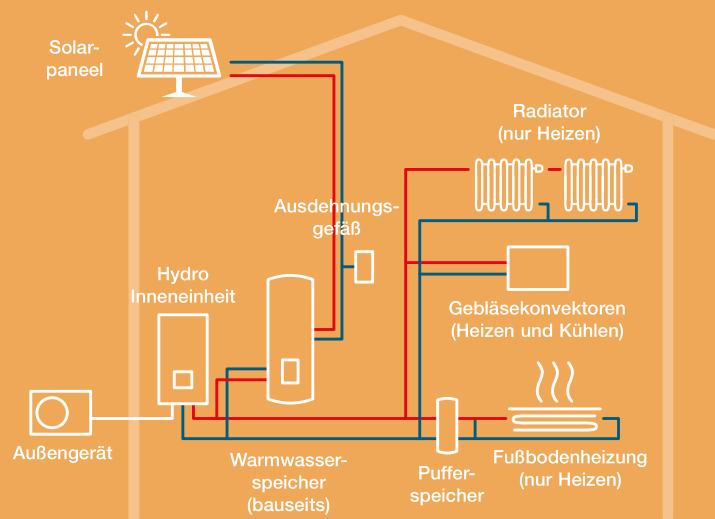 Solar-
paneel
Radiator
(nur Heizen)
Ausdehnungs-
gefäß
Hydro
Inneneinheit
Gebläsekonvektoren
(Heizen und Kühlen)
Außengerät
Warmwasser-
speicher
(bauseits)
Puffer-
speicher
Fußbodenheizung
(nur Heizen)